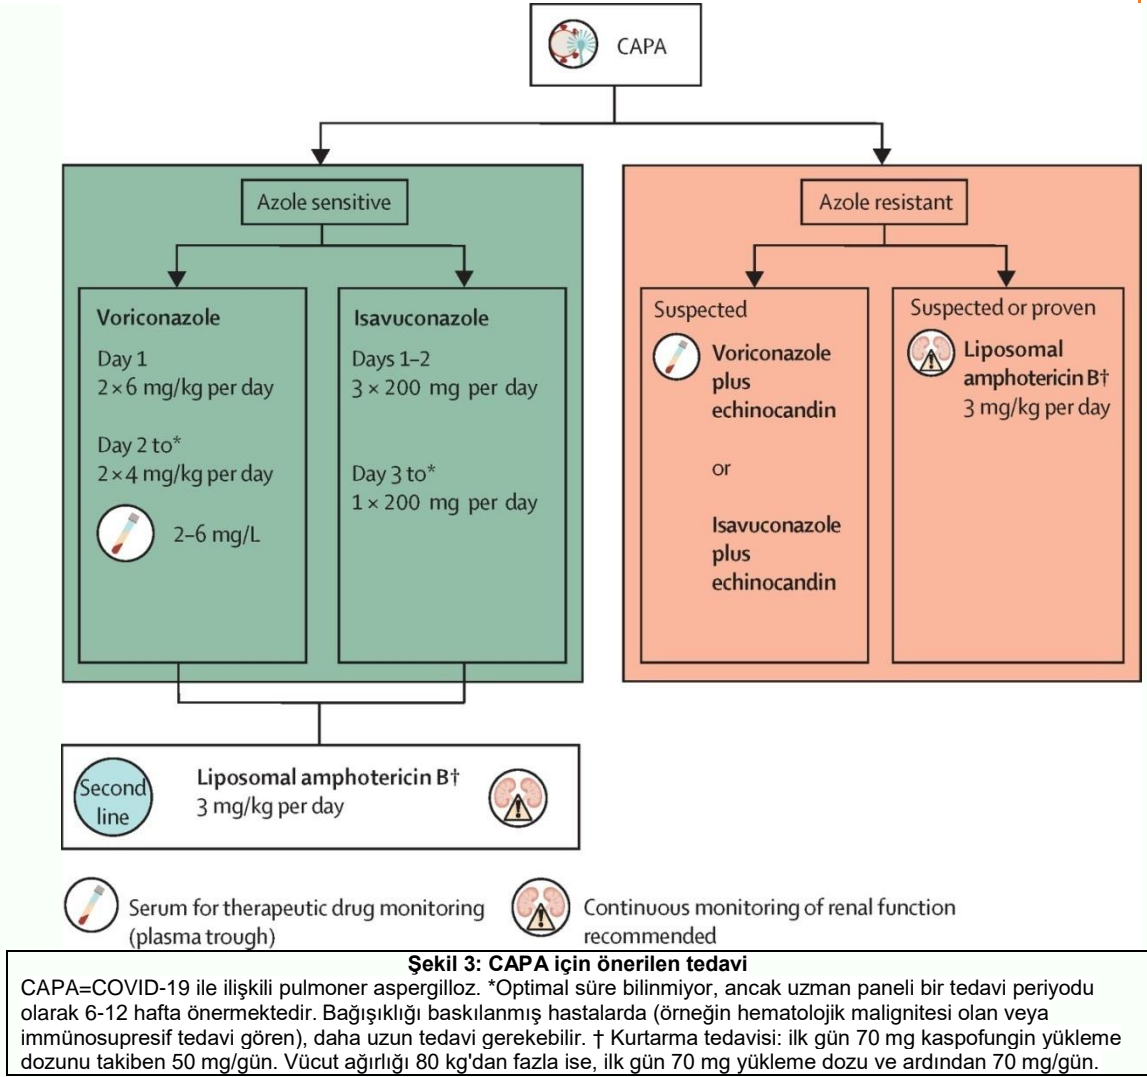 CAPA
Azole sensitive
Voriconazole
Day 1
2×6 mg/kg per day
Day 2 to*
2×4 mg/kg per day
2–6 mg/L
Isavuconazole
Days 1–2
3×200 mg per day
Day 3 to*
1×200 mg per day
Azole resistant
Suspected
Voriconazole
plus
echinocandin
or
Isavuconazole
plus
echinocandin
Suspected or proven
Liposomal
amphotericin B†
3 mg/kg per day
Second
line
Liposomal amphotericin B†
3 mg/kg per day
Serum for therapeutic drug monitoring
(plasma trough)
Continuous monitoring of renal function
recommended
Şekil 3: CAPA için önerilen tedavi
CAPA=COVID-19 ile ilişkili pulmoner aspergilloz. *Optimal süre bilinmiyor, ancak uzman paneli bir tedavi periyodu
olarak 6-12 hafta önermektedir. Bağışıklığı baskılanmış hastalarda (örneğin hematolojik malignitesi olan veya
immünosupresif tedavi gören), daha uzun tedavi gerekebilir. † Kurtarma tedavisi: ilk gün 70 mg kaspofungin yükleme
dozunu takiben 50 mg/gün. Vücut ağırlığı 80 kg'dan fazla ise, ilk gün 70 mg yükleme dozu ve ardından 70 mg/gün.